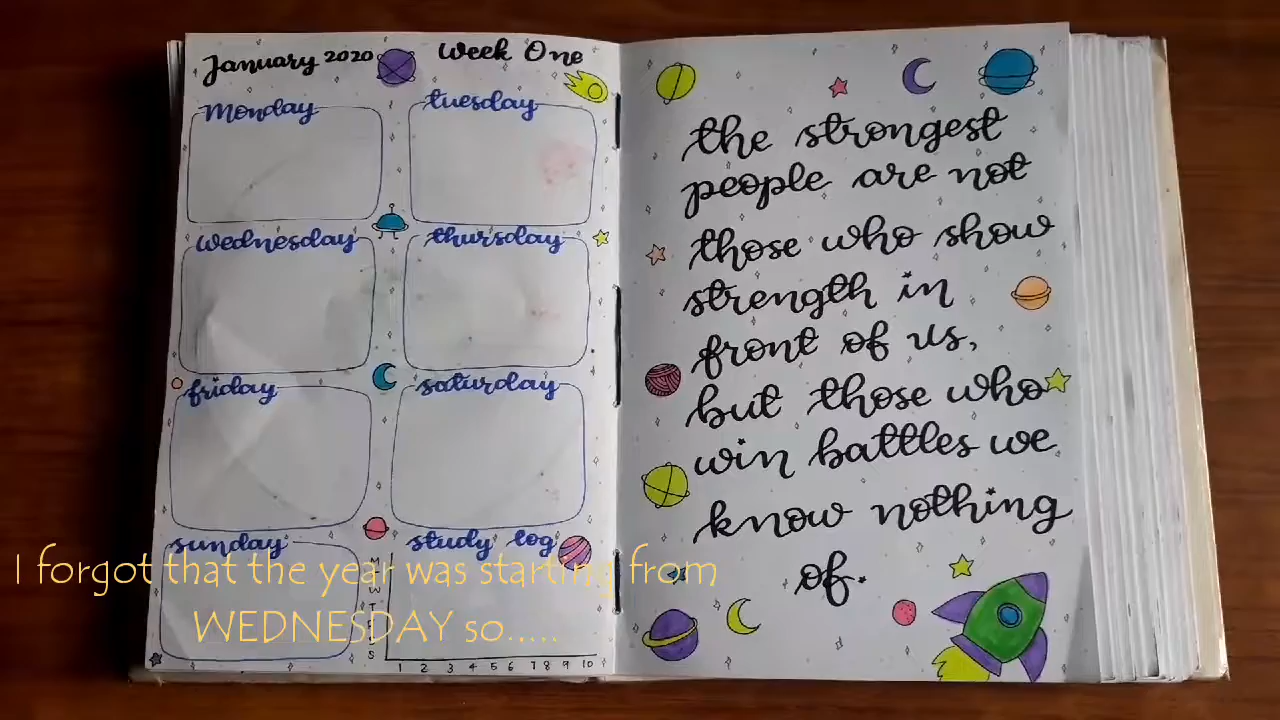 January 2020 Week One
Monday
tuesday
wednesday
thursday
friday
saturday
sunday
study log
M
T
W
T
F
S
S
1 2 3 4 5 6 7 8 9 10
the strongest
people are not
those who show
strength in
front of us,
but those who
win battles we
know nothing
of.
I forgot that the year was starting from
WEDNESDAY so.....